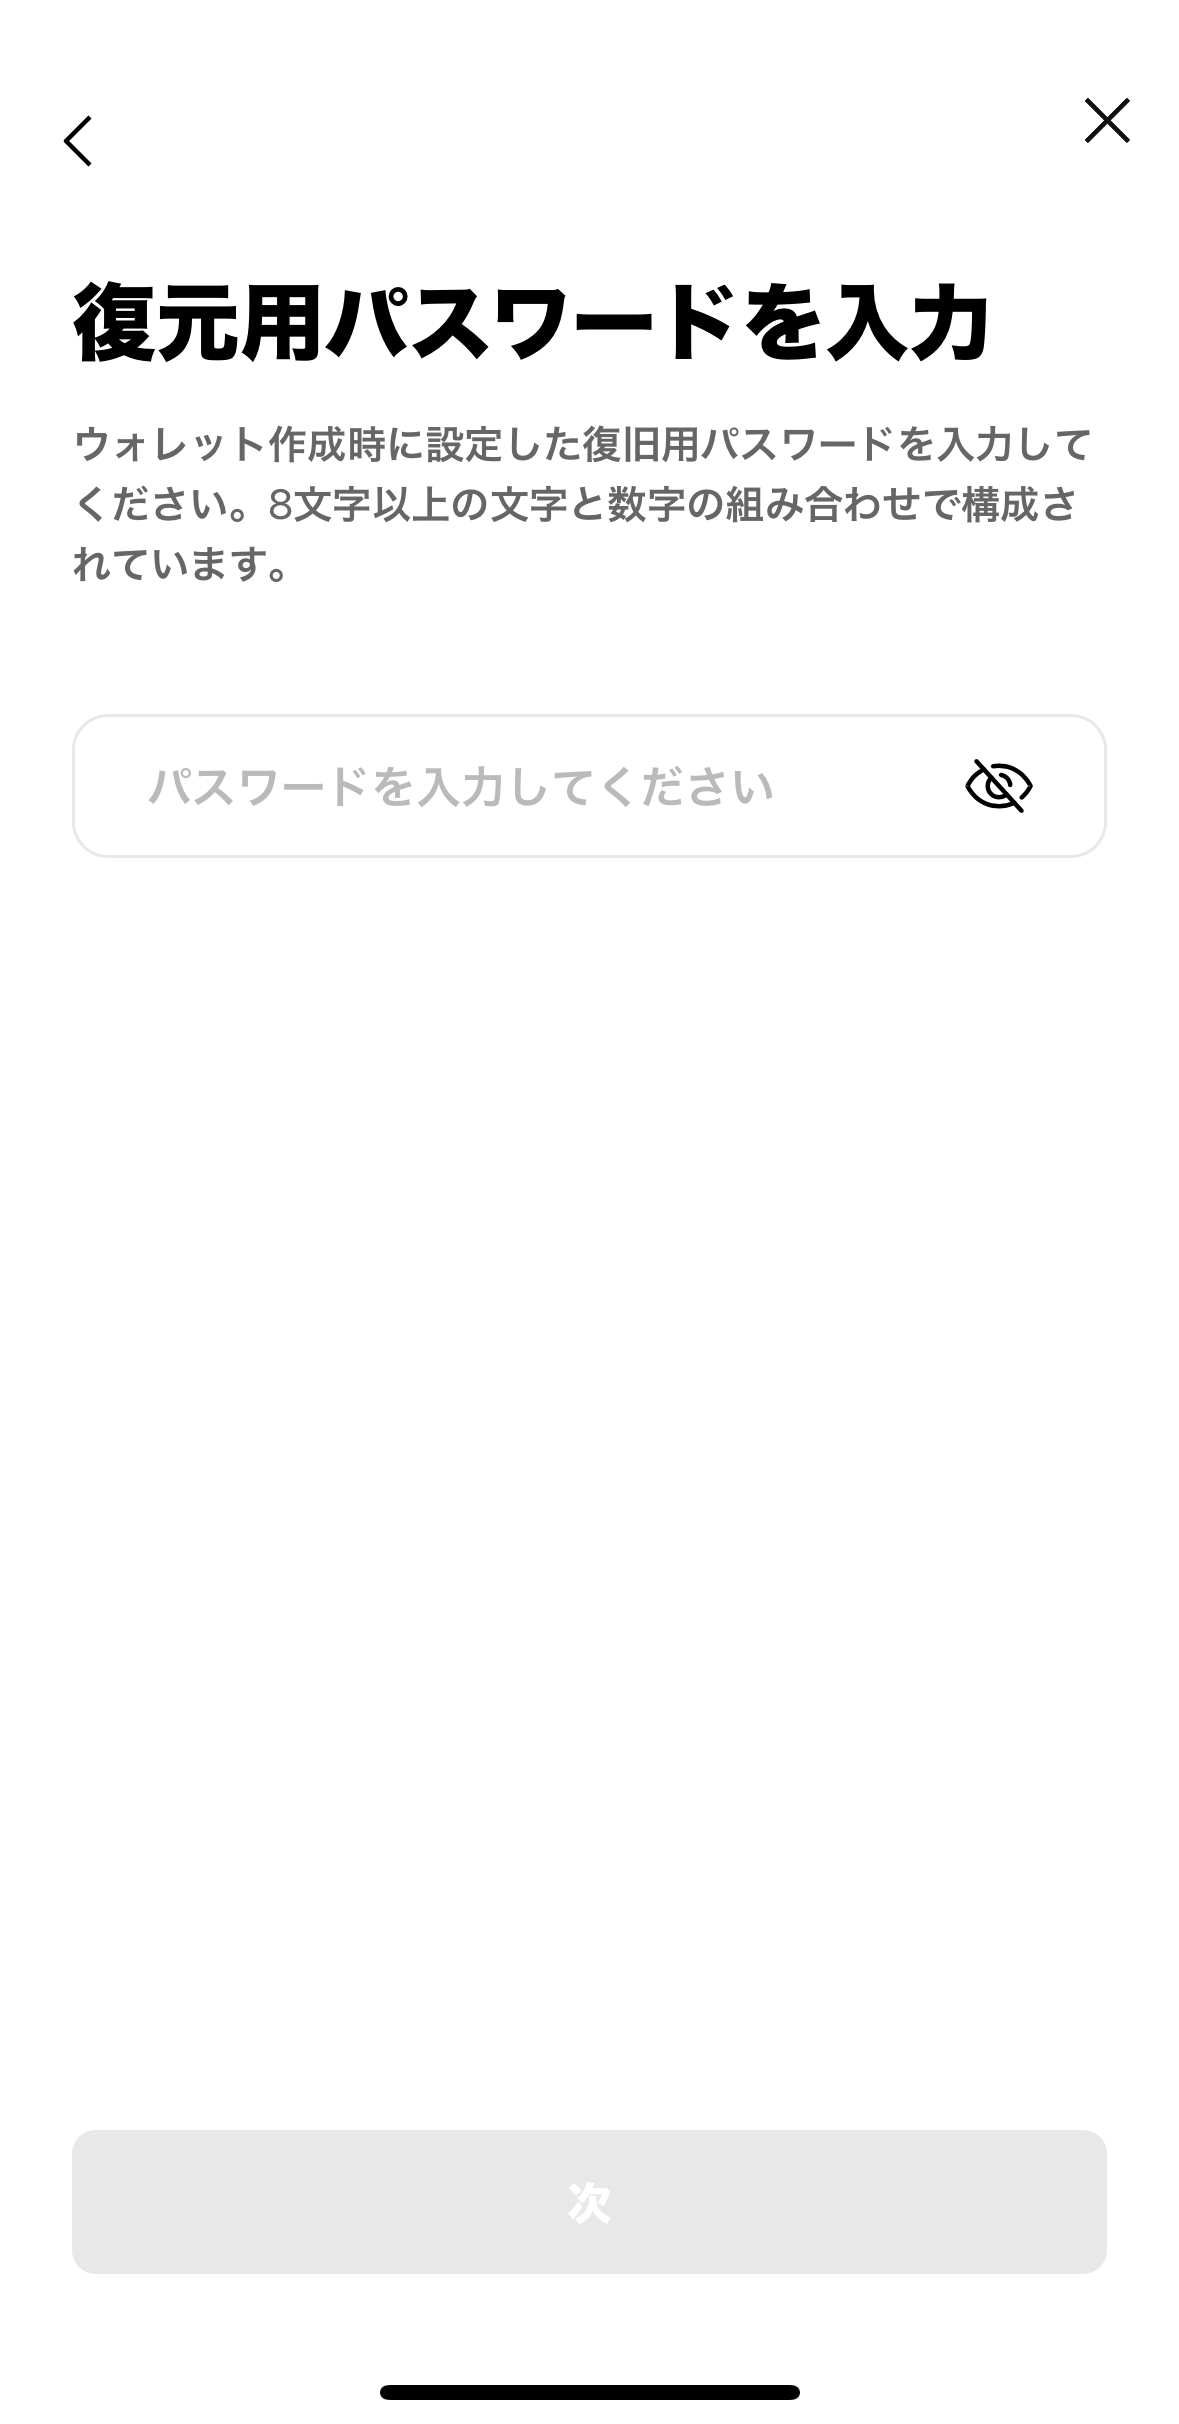 復元用パスワードを入力
ウォレット作成時に設定した復旧用パスワードを入力して
ください。8文字以上の文字と数字の組み合わせで構成さ
れています。
パスワードを入力してください
次